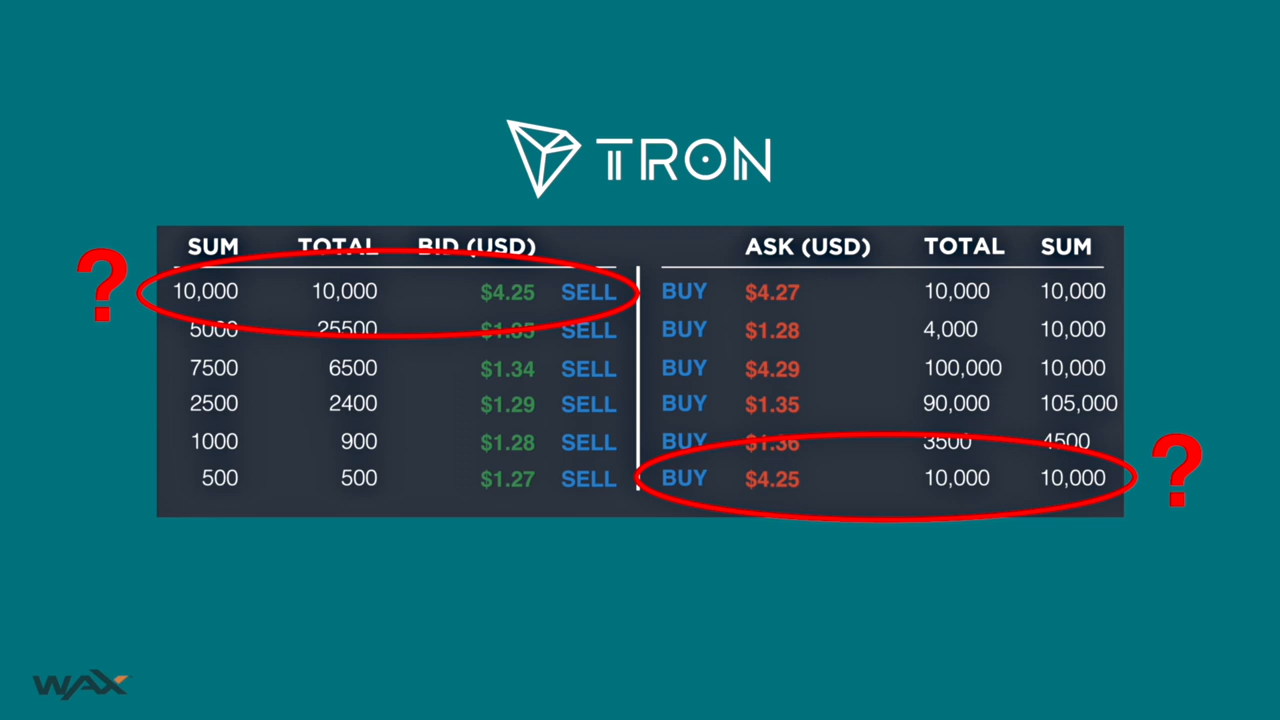 TRON
SUM TOTAL BID (USD) ASK (USD) TOTAL SUM
? 10,000 10,000 $4.25 SELL BUY $4.27 10,000 10,000
5000 25500 $1.35 SELL BUY $1.28 4,000 10,000
7500 6500 $1.34 SELL BUY $4.29 100,000 10,000
2500 2400 $1.29 SELL BUY $1.35 90,000 105,000
1000 900 $1.28 SELL BUY $1.36 3500 4500
500 500 $1.27 SELL BUY $4.25 10,000 10,000 ?
WAX